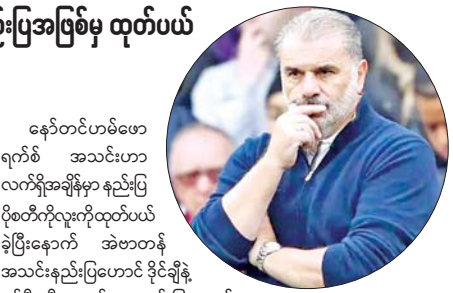 ည်းပြအဖြစ်မှ ထုတ်ပယ်
နော်တင်ဟမ်ဖော
ရက်စ် အသင်းဟာ
လက်ရှိအချိန်မှာ နည်းပြ
ပိုစတီကိုလူးကိုထုတ်ပယ်
ခဲ့ပြီးနောက် အဲဗာတန်
အသင်းနည်းပြဟောင် ဒိုင်ချီနဲ့